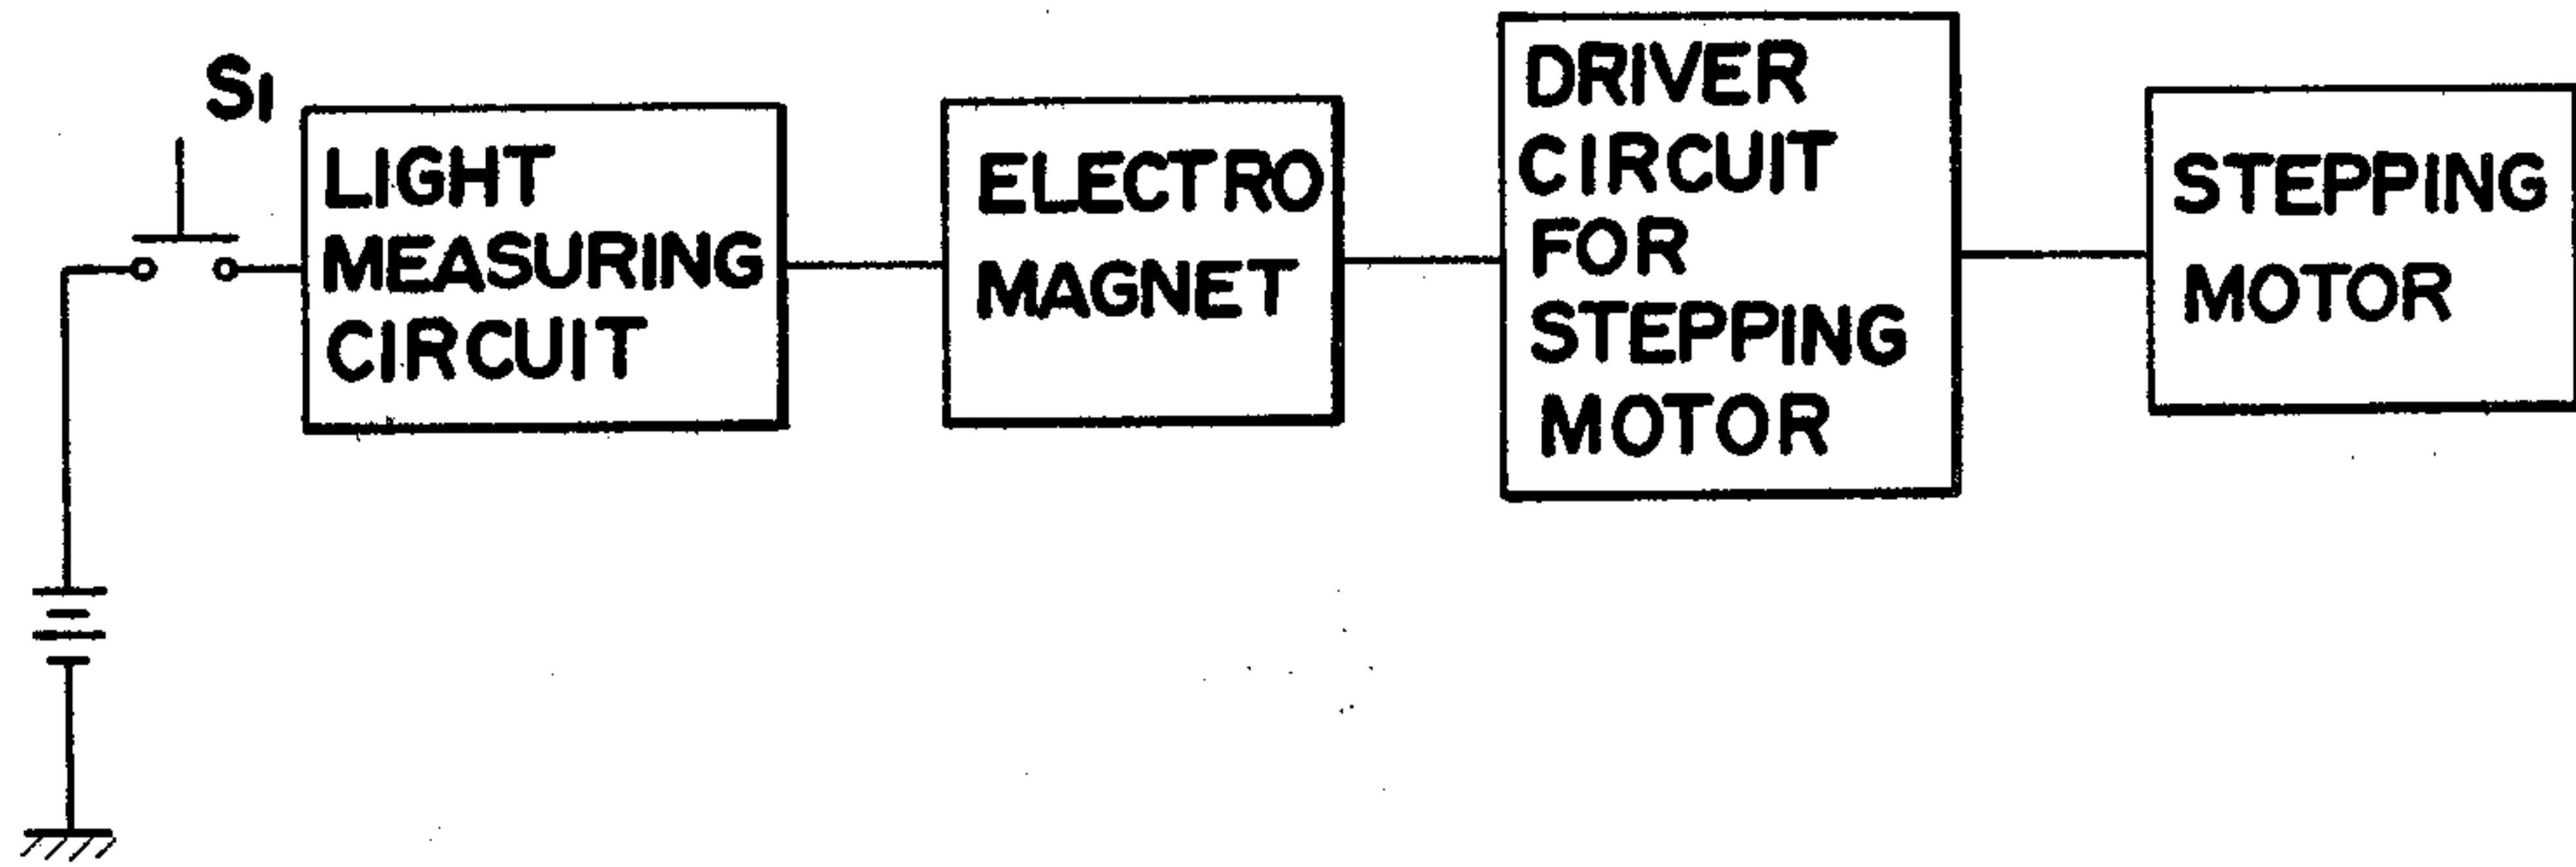 S1
LIGHT
MEASURING
CIRCUIT
ELECTRO
MAGNET
DRIVER
CIRCUIT
FOR
STEPPING
MOTOR
STEPPING
MOTOR